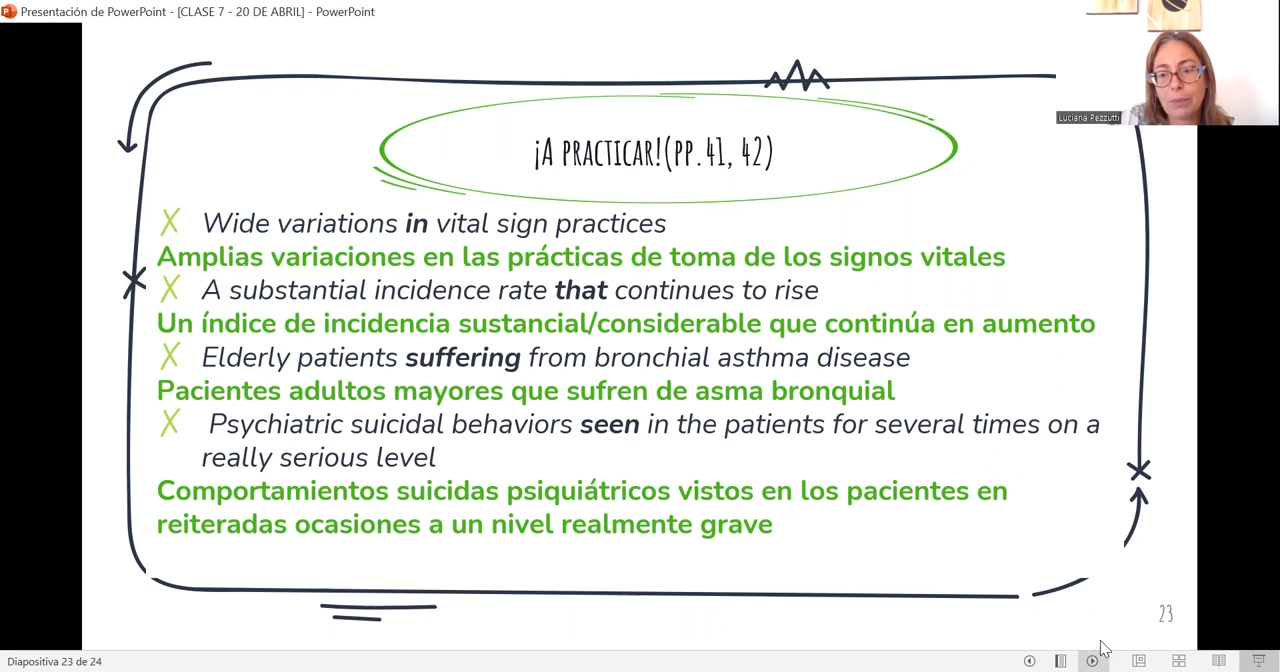 Presentación de PowerPoint - [CLASE 7 - 20 DE ABRIL] - PowerPoint
Luciana Pezzutti
¡A PRACTICAR!(PP.41, 42)
Wide variations in vital sign practices
Amplias variaciones en las prácticas de toma de los signos vitales
A substantial incidence rate that continues to rise
Un índice de incidencia sustancial/considerable que continúa en aumento
Elderly patients suffering from bronchial asthma disease
Pacientes adultos mayores que sufren de asma bronquial
Psychiatric suicidal behaviors seen in the patients for several times on a
really serious level
Comportamientos suicidas psiquiátricos vistos en los pacientes en
reiteradas ocasiones a un nivel realmente grave
23
Diapositiva 23 de 24